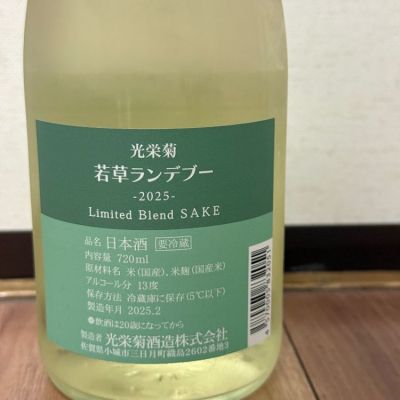 光栄菊
若草ランデブー
-2025-
Limited Blend SAKE
品名 日本酒 要冷蔵
内容量 720ml
原材料名 米(国産)、米麹(国産米)
アルコール分 13度
保存方法 冷蔵庫に保存(5℃以下)
製造年月 2025.2
●飲酒は20歳になってから
製造者 光栄菊酒造株式会社
佐賀県小城市三日月町織島2602番地3